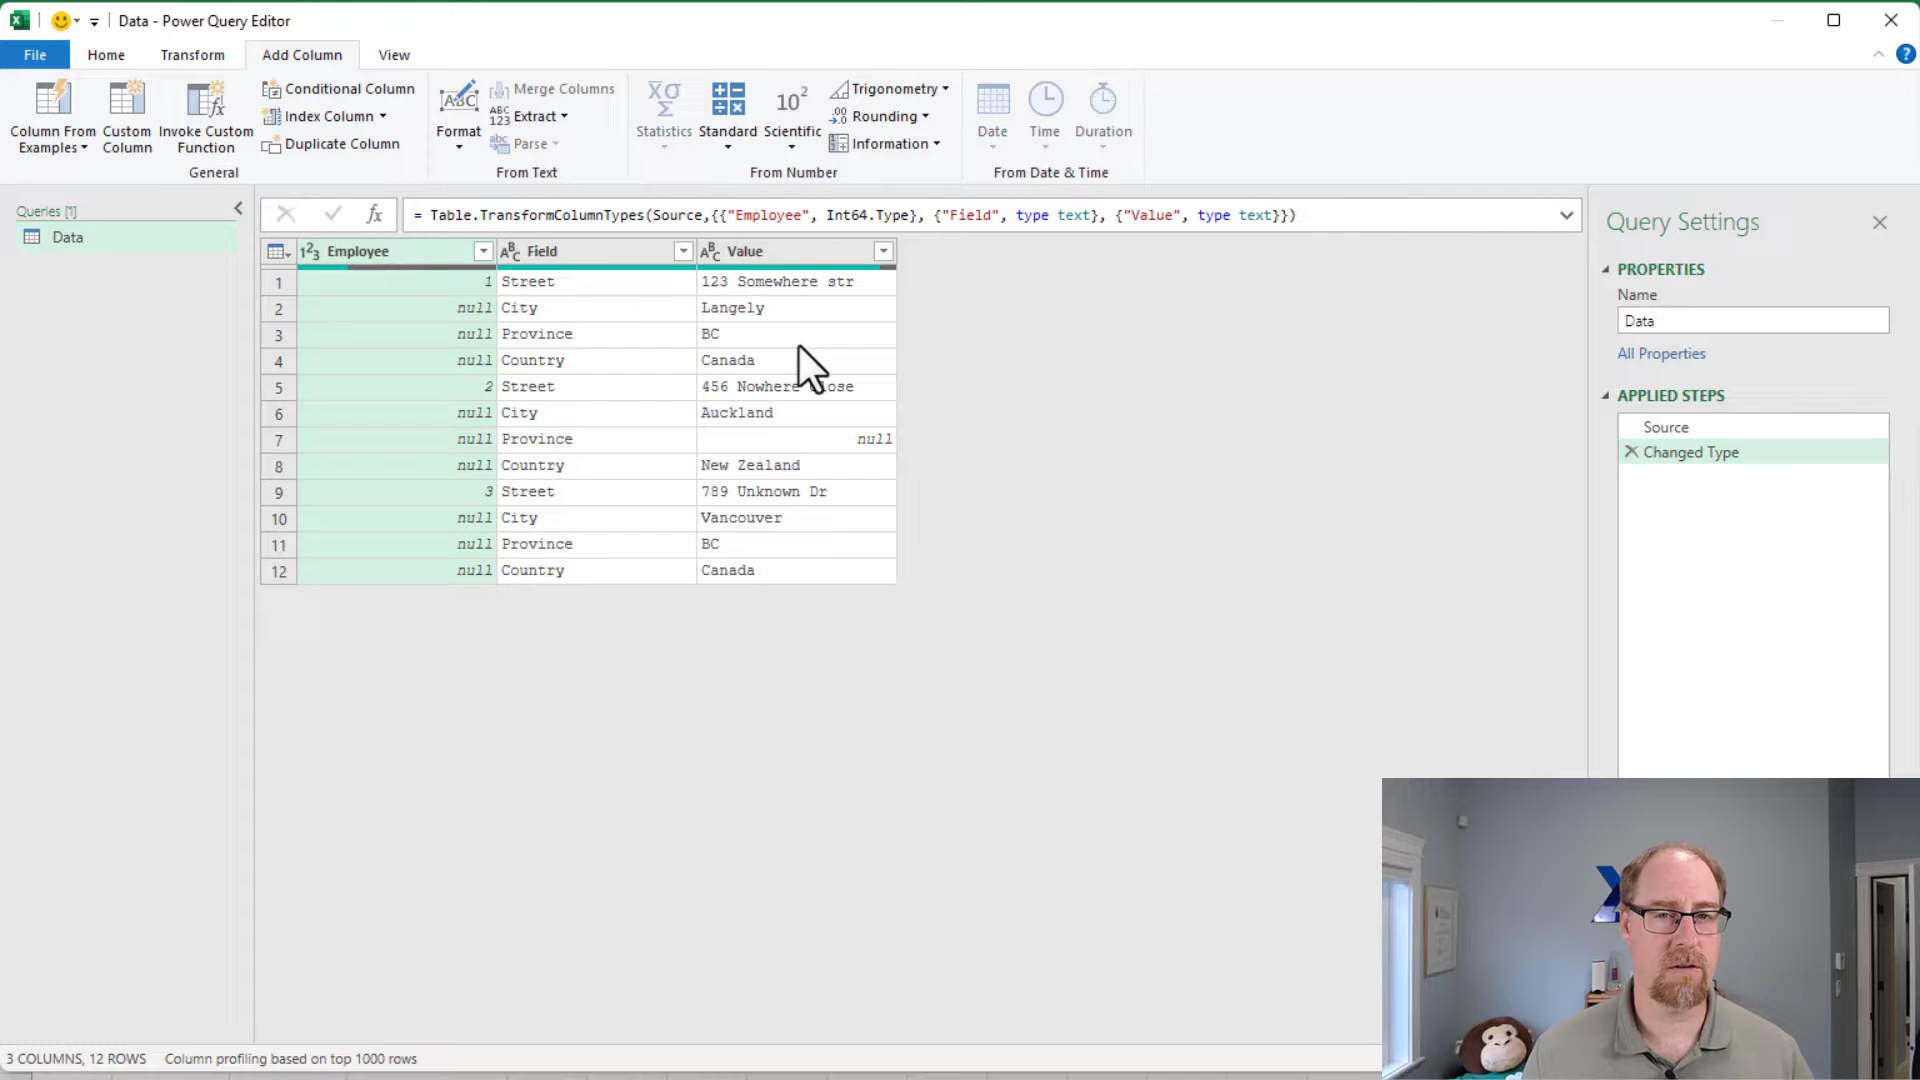 Data - Power Query Editor
File Home Transform Add Column View
Column From Examples
Custom Column
Invoke Custom Function
Conditional Column
Index Column
Duplicate Column
General
Format
Merge Columns
Extract
Parse
From Text
Statistics
Standard
Scientific
Trigonometry
Rounding
Information
From Number
Date
Time
Duration
From Date & Time
Queries [1]
Data
= Table.TransformColumnTypes(Source,{{"Employee", Int64.Type}, {"Field", type text}, {"Value", type text}})
Employee Field Value
1 1 Street 123 Somewhere str
2 null City Langely
3 null Province BC
4 null Country Canada
5 2 Street 456 Nowhere Close
6 null City Auckland
7 null Province null
8 null Country New Zealand
9 3 Street 789 Unknown Dr
10 null City Vancouver
11 null Province BC
12 null Country Canada
Query Settings
PROPERTIES
Name
Data
All Properties
APPLIED STEPS
Source
Changed Type
3 COLUMNS, 12 ROWS Column profiling based on top 1000 rows